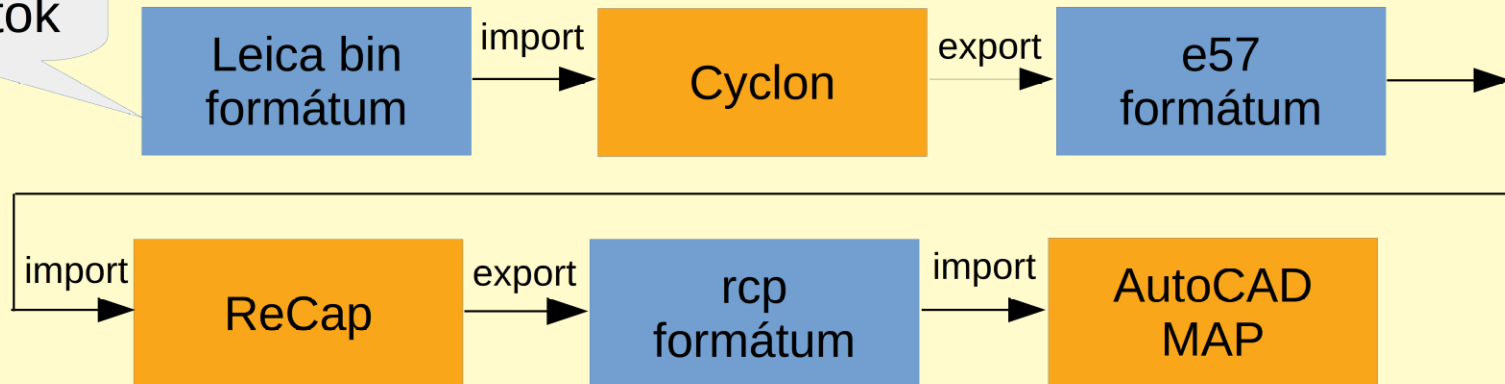 tok
Leica bin
formátum
import
Cyclon
export
e57
formátum
import
ReCap
export
rcp
formátum
import
AutoCAD
MAP